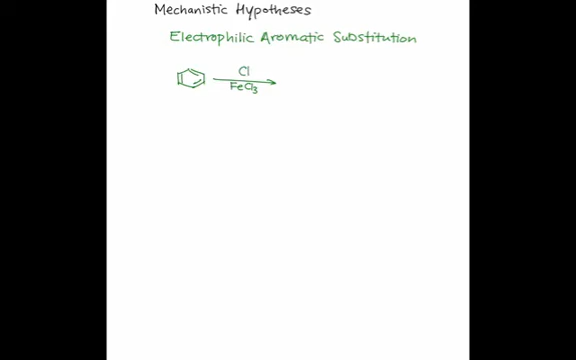 Mechanistic Hypotheses
Electrophilic Aromatic Substitution
Cl
FeCl3